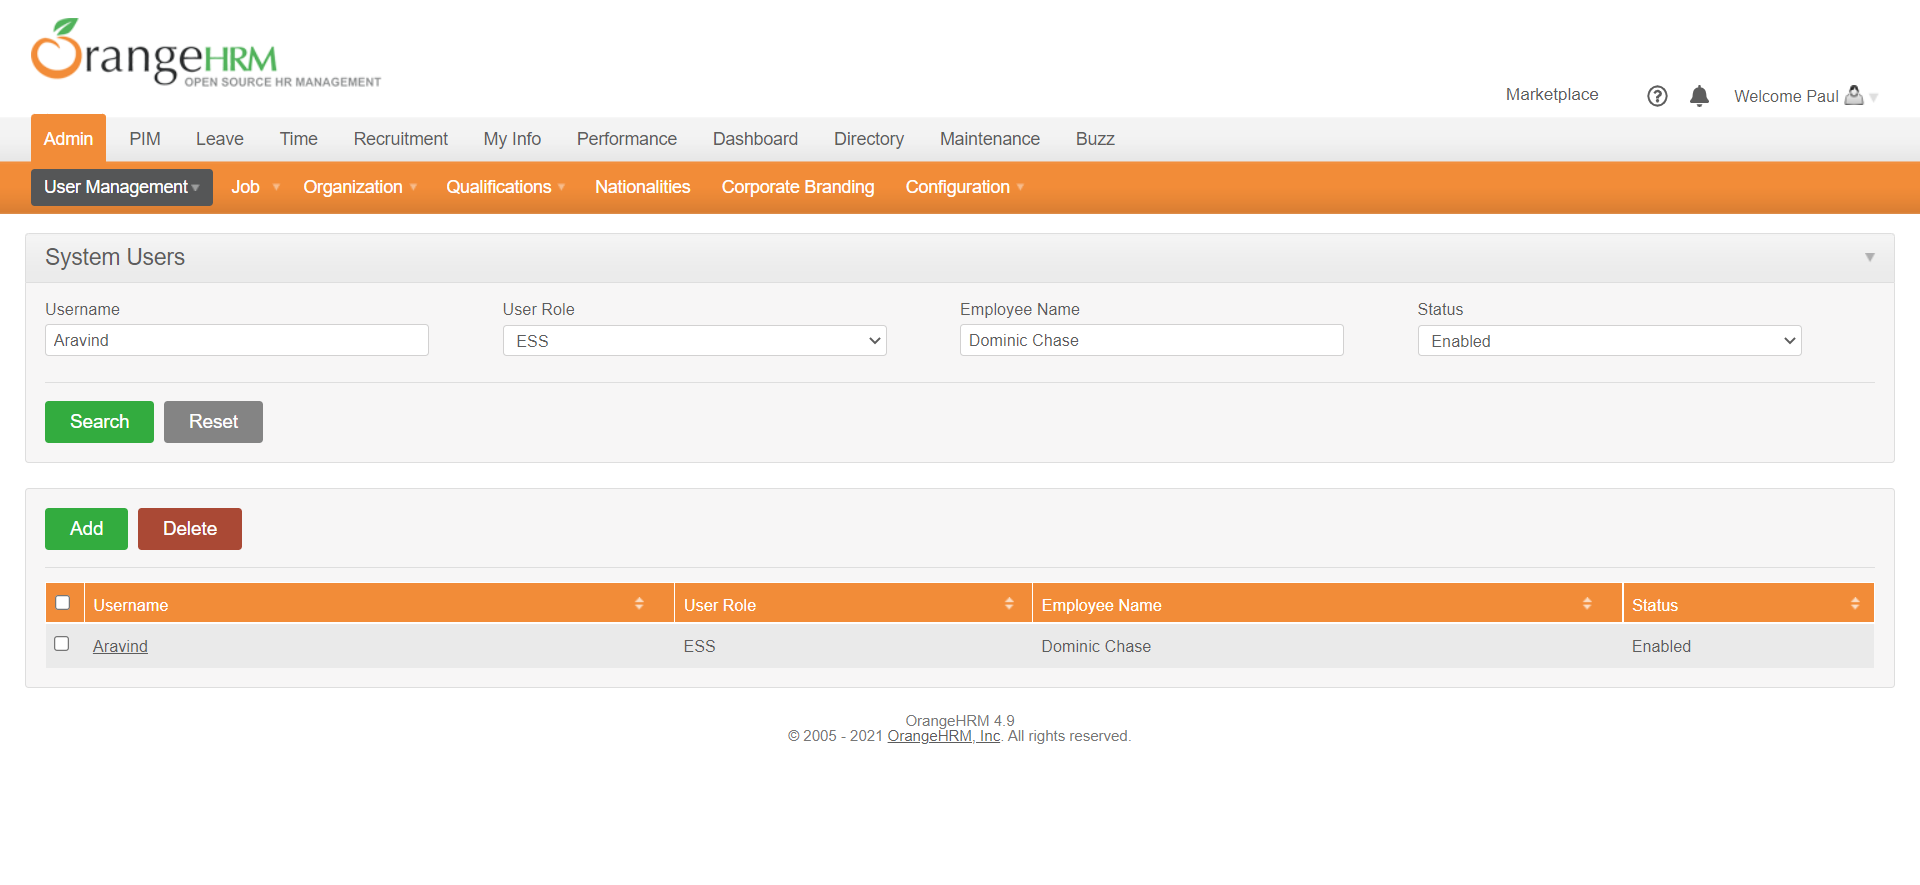 OrangeHRM
OPEN SOURCE HR MANAGEMENT
Marketplace
Welcome Paul
Admin PIM Leave Time Recruitment My Info Performance Dashboard Directory Maintenance Buzz
User Management Job Organization Qualifications Nationalities Corporate Branding Configuration
System Users
Username User Role Employee Name Status
Aravind ESS Dominic Chase Enabled
Search Reset
Add Delete
Username User Role Employee Name Status
Aravind ESS Dominic Chase Enabled
OrangeHRM 4.9
© 2005 - 2021 OrangeHRM, Inc. All rights reserved.